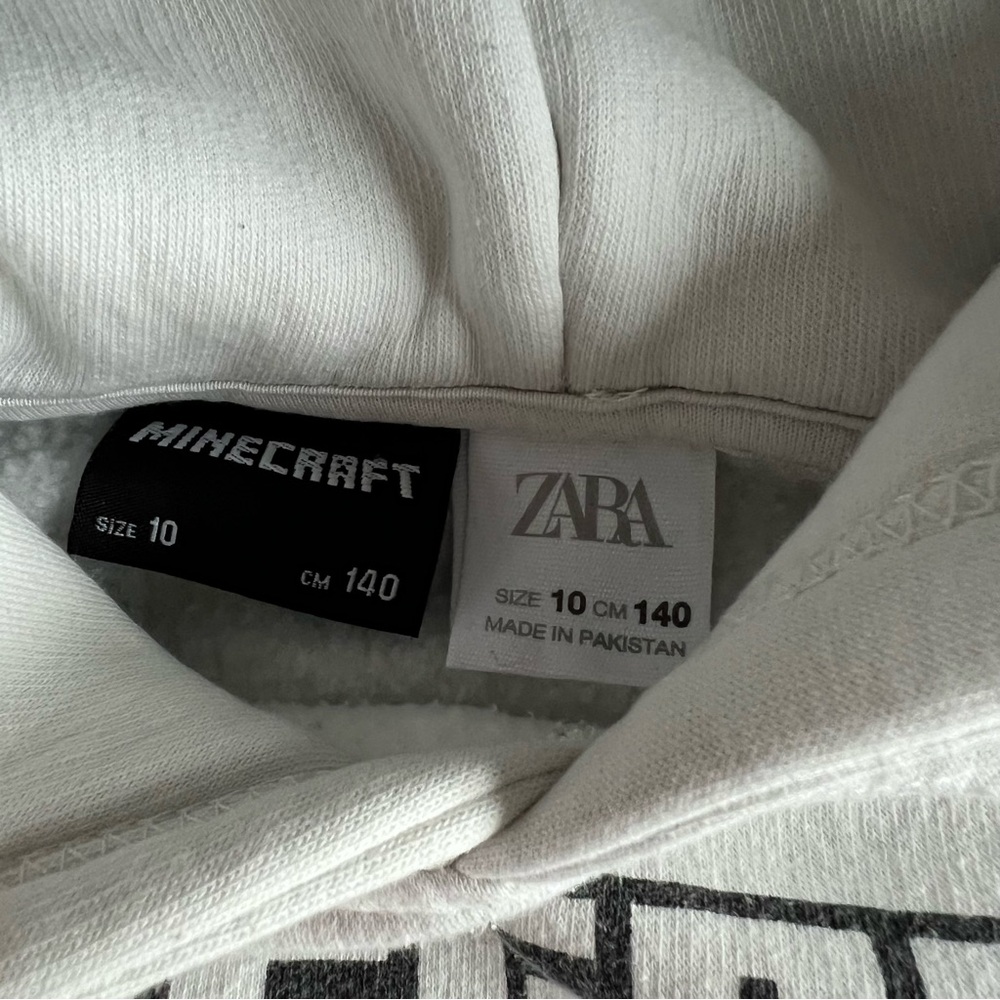 MINECRAFT
SIZE 10
CM 140
ZARA
SIZE 10 CM 140
MADE IN PAKISTAN